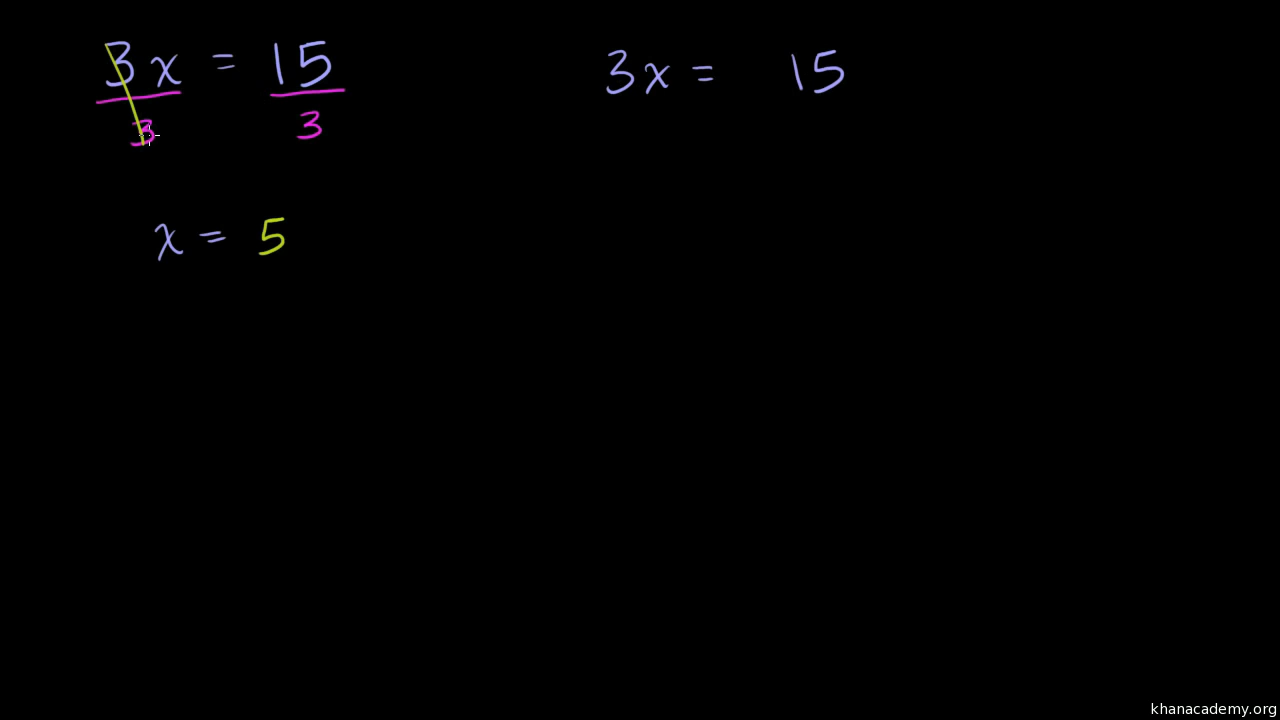 3x = 15
3 3
x = 5
3x = 15
khanacademy.org